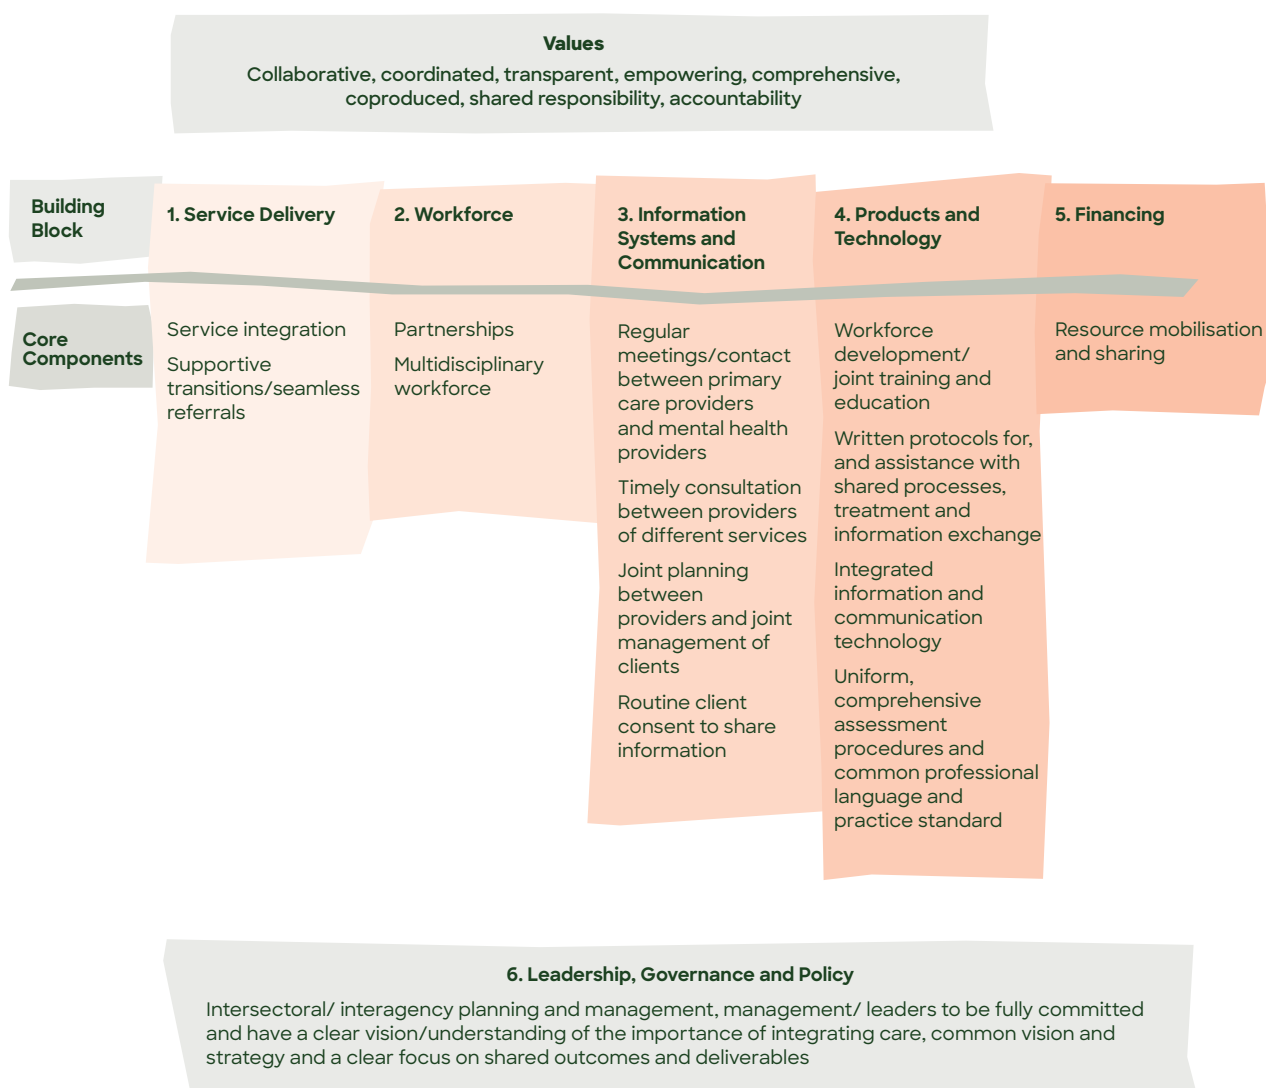 Values
Collaborative, coordinated, transparent, empowering, comprehensive,
coproduced, shared responsibility, accountability
Building
Block
1. Service Delivery
2. Workforce
3. Information
Systems and
Communication
4. Products and
Technology
5. Financing
Core
Components
Service integration
Supportive
transitions/seamless
referrals
Partnerships
Multidisciplinary
workforce
Regular
meetings/contact
between primary
care providers
and mental health
providers
Timely consultation
between providers
of different services
Joint planning
between
providers and joint
management of
clients
Routine client
consent to share
information
Workforce
development/
joint training and
education
Written protocols for,
and assistance with
shared processes,
treatment and
information exchange
Integrated
information and
communication
technology
Uniform,
comprehensive
assessment
procedures and
common professional
language and
practice standard
Resource mobilisation
and sharing
6. Leadership, Governance and Policy
Intersectoral/ interagency planning and management, management/ leaders to be fully committed
and have a clear vision/understanding of the importance of integrating care, common vision and
strategy and a clear focus on shared outcomes and deliverables